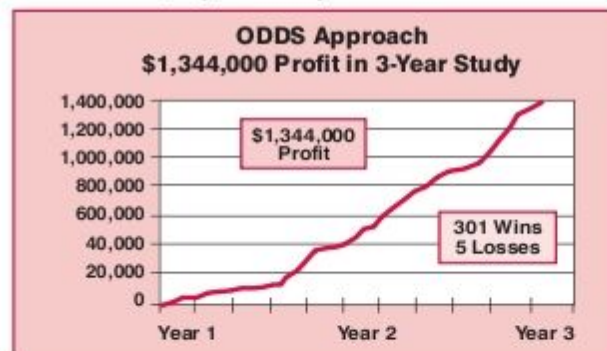 ODDS Approach
$1,344,000 Profit in 3-Year Study
1,400,000
1,200,000
1,000,000
800,000
600,000
40,000
20,000
0
$1,344,000
Profit
301 Wins
5 Losses
Year 1 Year 2 Year 3